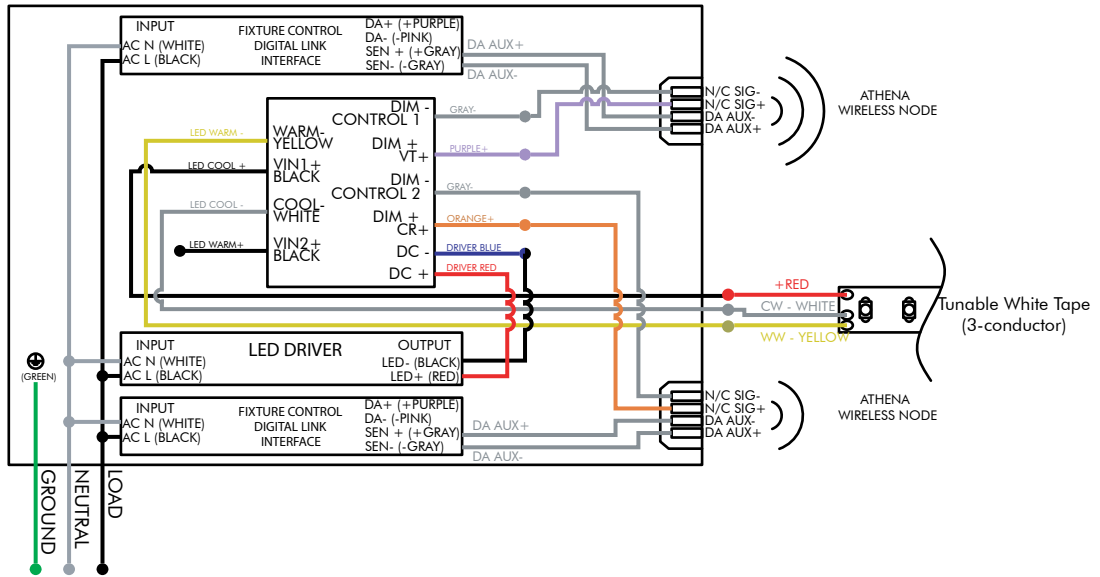 INPUT
AC N (WHITE)
AC L (BLACK)
FIXTURE CONTROL
DIGITAL LINK
INTERFACE
DA+ (+PURPLE)
DA- (-PINK)
SEN + (+GRAY)
SEN- (-GRAY)
DA AUX+
DA AUX-
N/C SIG-
N/C SIG+
DA AUX-
DA AUX+
ATHENA
WIRELESS NODE
LED WARM -
LED COOL +
LED COOL -
LED WARM+
WARM-
YELLOW
VIN1+
BLACK
COOL-
WHITE
VIN2+
BLACK
DIM -
CONTROL 1
DIM +
VT+
DIM -
CONTROL 2
DIM +
CR+
DC -
DC +
GRAY-
PURPLE+
GRAY-
ORANGE+
DRIVER BLUE
DRIVER RED
+RED
CW - WHITE
WW - YELLOW
Tunable White Tape
(3-conductor)
INPUT
AC N (WHITE)
AC L (BLACK)
LED DRIVER
OUTPUT
LED- (BLACK)
LED+ (RED)
(GREEN)
INPUT
AC N (WHITE)
AC L (BLACK)
FIXTURE CONTROL
DIGITAL LINK
INTERFACE
DA+ (+PURPLE)
DA- (-PINK)
SEN + (+GRAY)
SEN- (-GRAY)
DA AUX+
DA AUX-
N/C SIG-
N/C SIG+
DA AUX-
DA AUX+
ATHENA
WIRELESS NODE
GROUND
NEUTRAL
LOAD